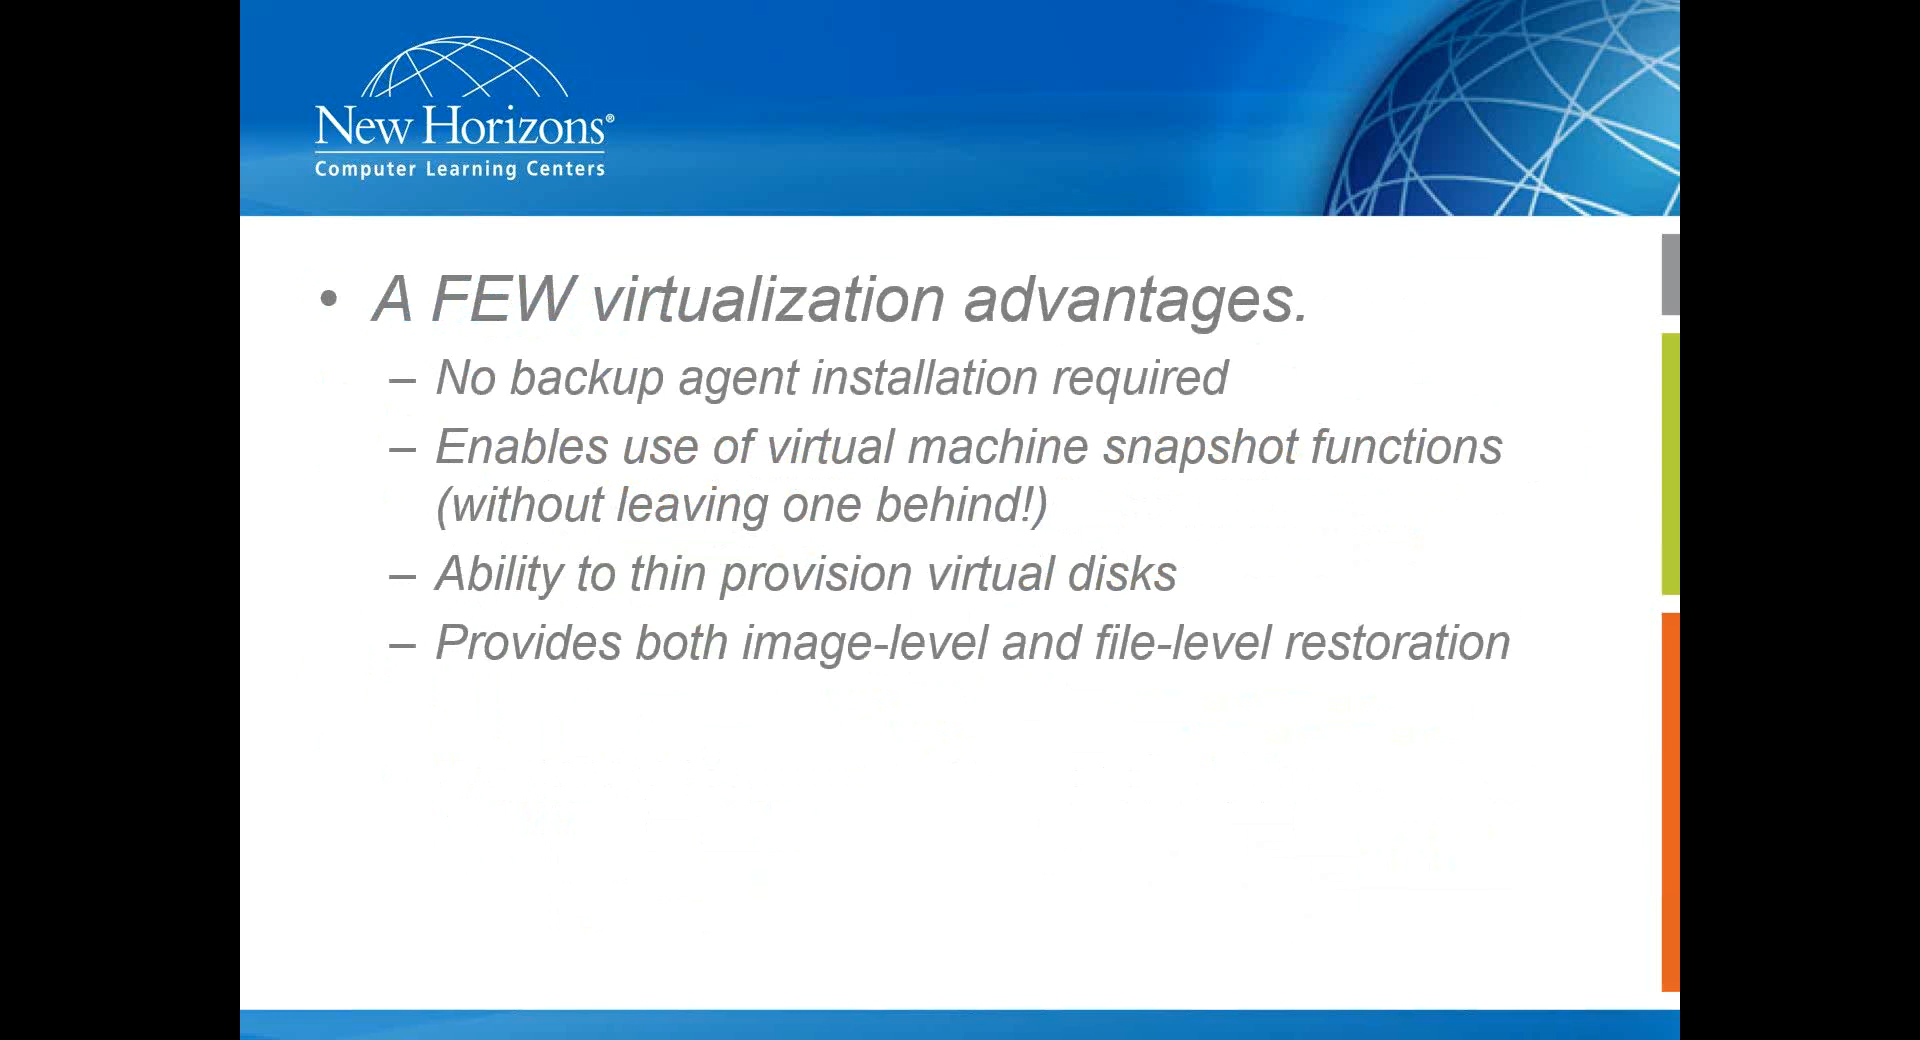 New Horizons®
Computer Learning Centers
• A FEW virtualization advantages.
– No backup agent installation required
– Enables use of virtual machine snapshot functions
(without leaving one behind!)
– Ability to thin provision virtual disks
– Provides both image-level and file-level restoration